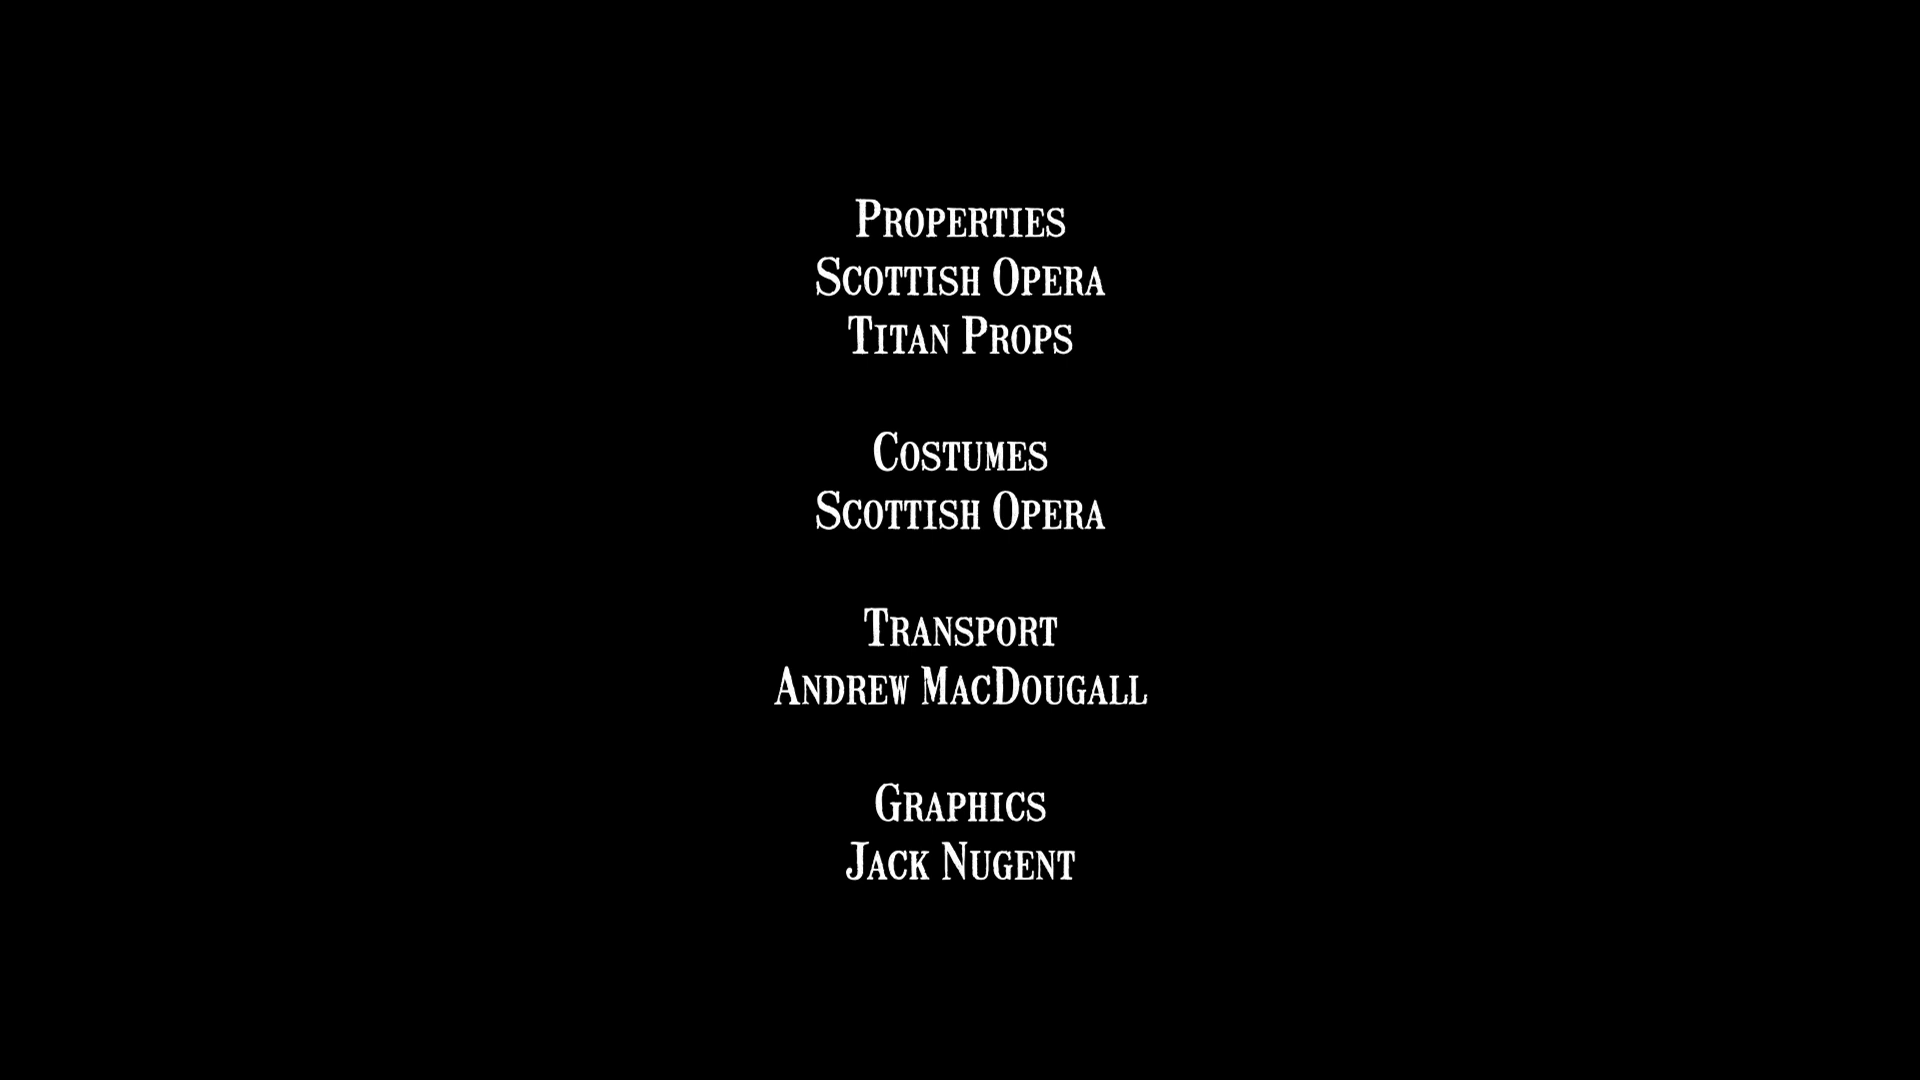 Properties
Scottish Opera
Titan Props
Costumes
Scottish Opera
Transport
Andrew MacDougall
Graphics
Jack Nugent